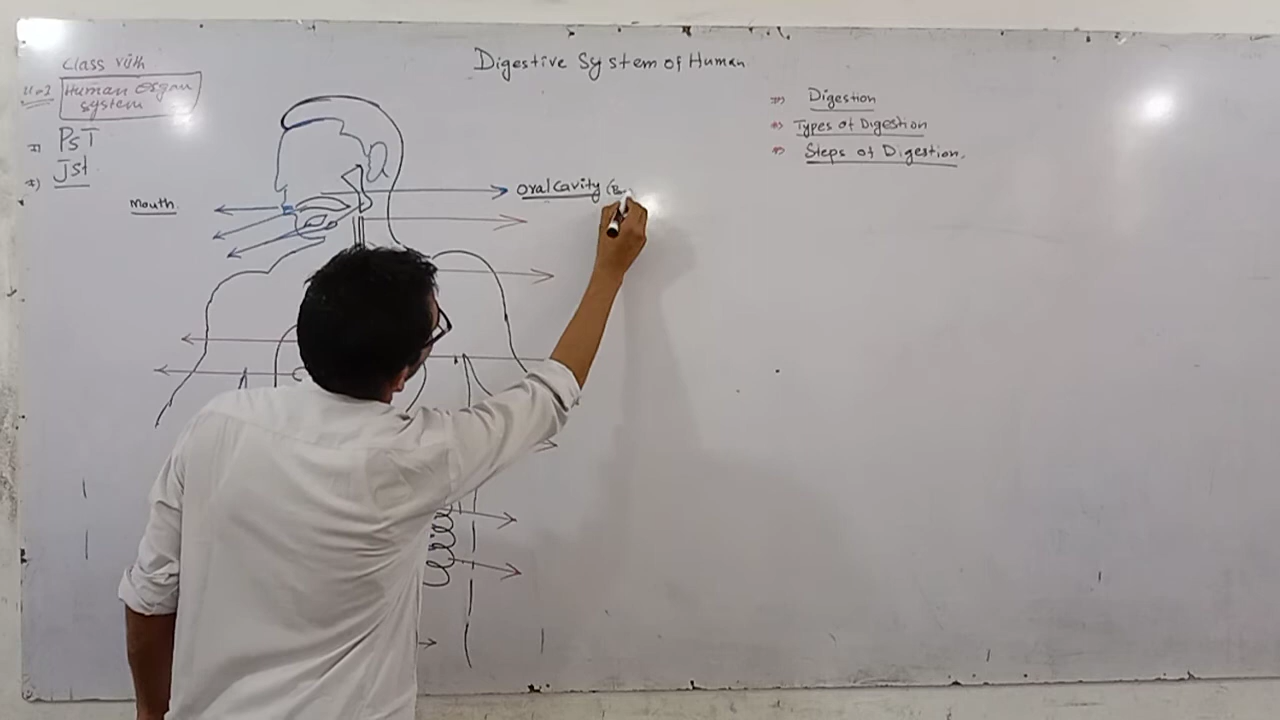 Digestive System of Human
Class VIIth
U=2 Human Organ
system
PST
Jst.
Mouth.
Oral cavity (B
Digestion
Types of Digestion
Steps of Digestion.